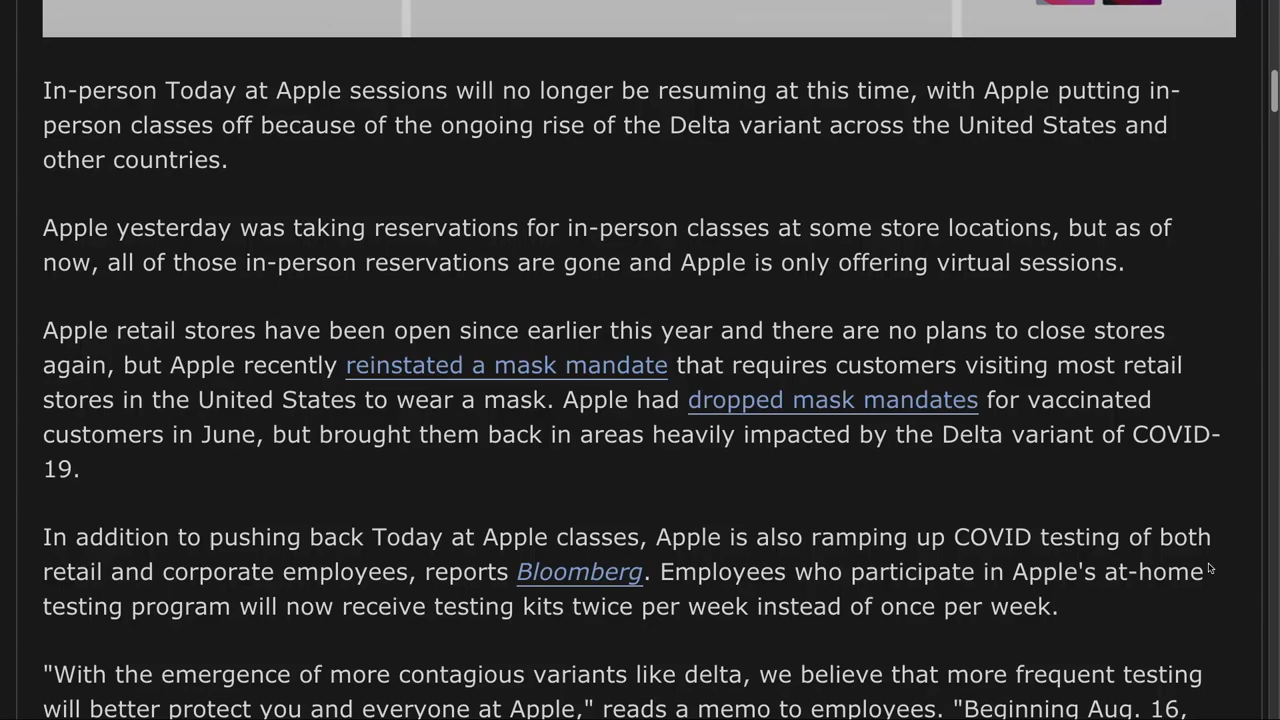 In-person Today at Apple sessions will no longer be resuming at this time, with Apple putting in-
person classes off because of the ongoing rise of the Delta variant across the United States and
other countries.
Apple yesterday was taking reservations for in-person classes at some store locations, but as of
now, all of those in-person reservations are gone and Apple is only offering virtual sessions.
Apple retail stores have been open since earlier this year and there are no plans to close stores
again, but Apple recently reinstated a mask mandate that requires customers visiting most retail
stores in the United States to wear a mask. Apple had dropped mask mandates for vaccinated
customers in June, but brought them back in areas heavily impacted by the Delta variant of COVID-
19.
In addition to pushing back Today at Apple classes, Apple is also ramping up COVID testing of both
retail and corporate employees, reports Bloomberg. Employees who participate in Apple's at-home
testing program will now receive testing kits twice per week instead of once per week.
"With the emergence of more contagious variants like delta, we believe that more frequent testing
will better protect you and everyone at Apple," reads a memo to employees. "Beginning Aug. 16,